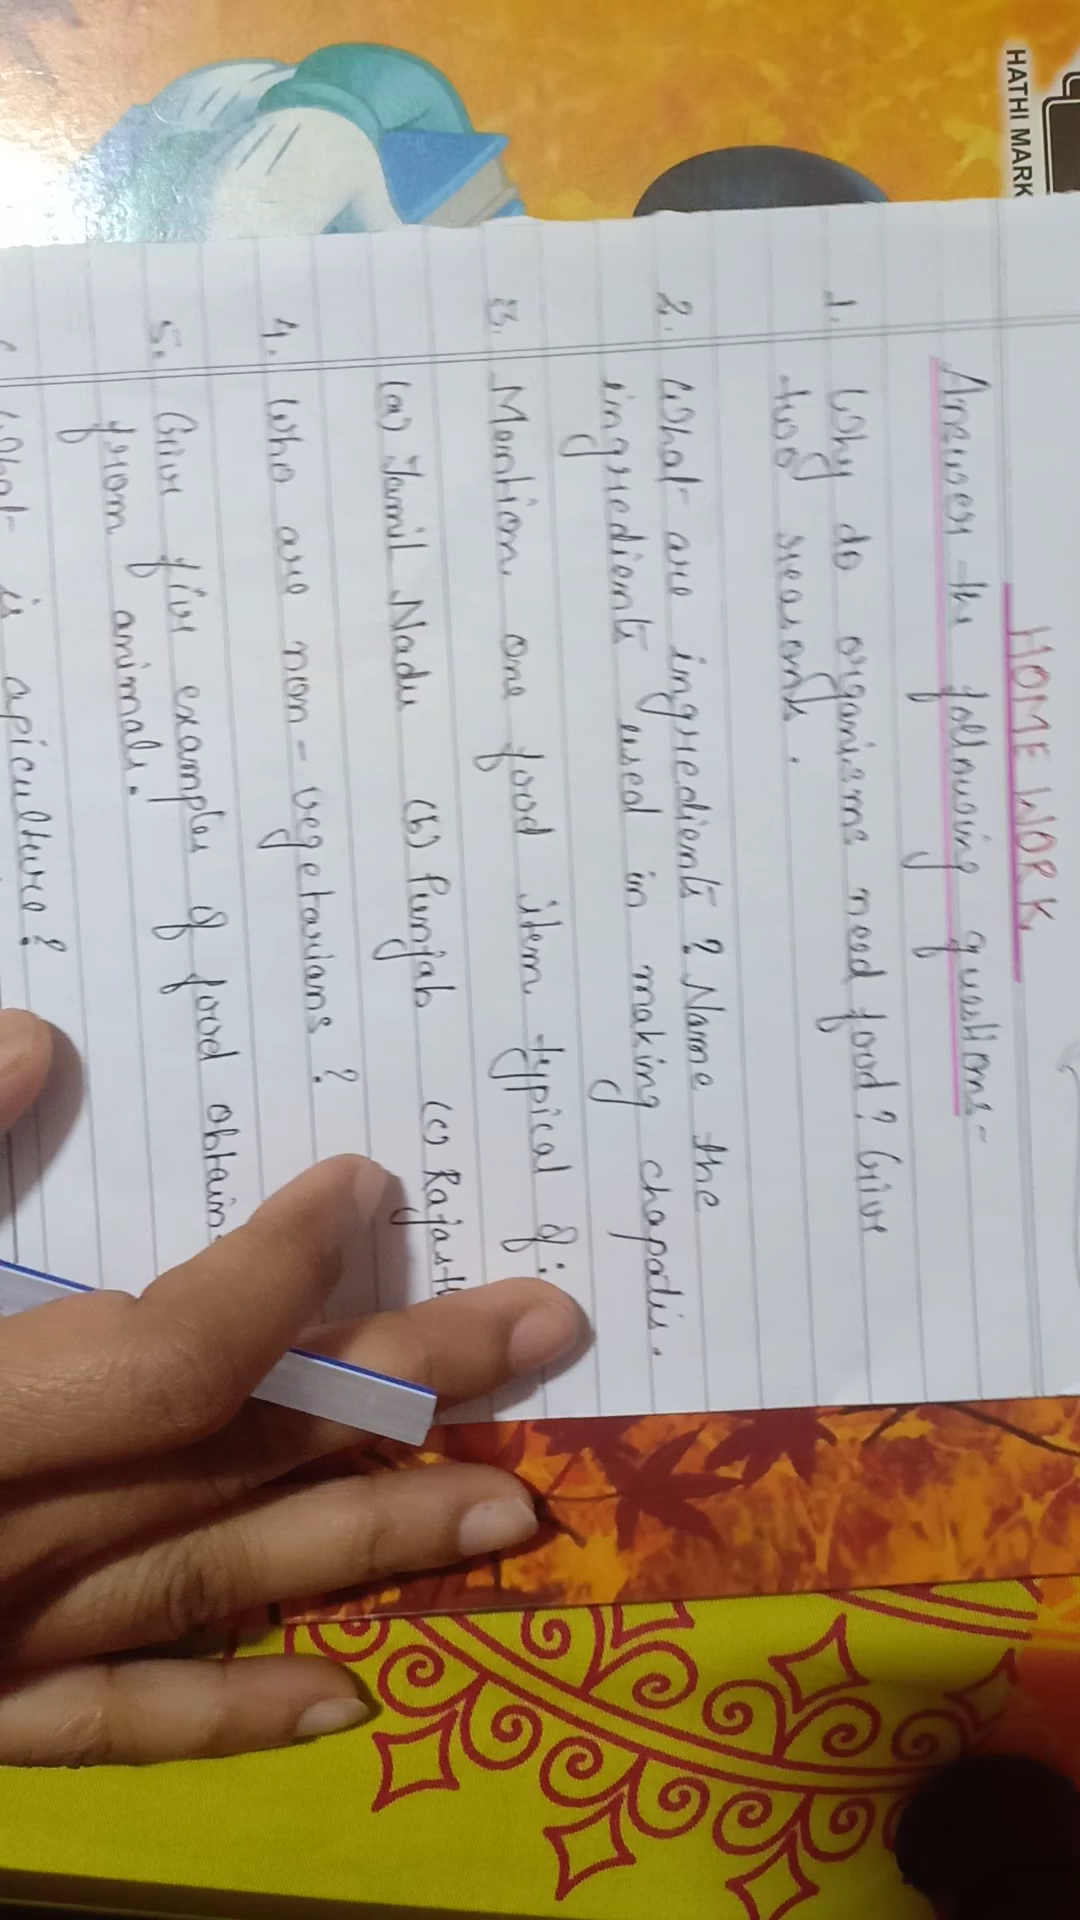 HATHI MARK
HOME WORK
Answer the following questions-
1. Why do organisms need food? Give
two reasons.
2. What are ingredients? Name the
ingredients used in making chapatis.
3. Mention one food item typical of:
(a) Tamil Nadu (b) Punjab (c) Rajasth
4. Who are non-vegetarians?
5. Give five examples of food obtain
from animals.
What is apiculture?